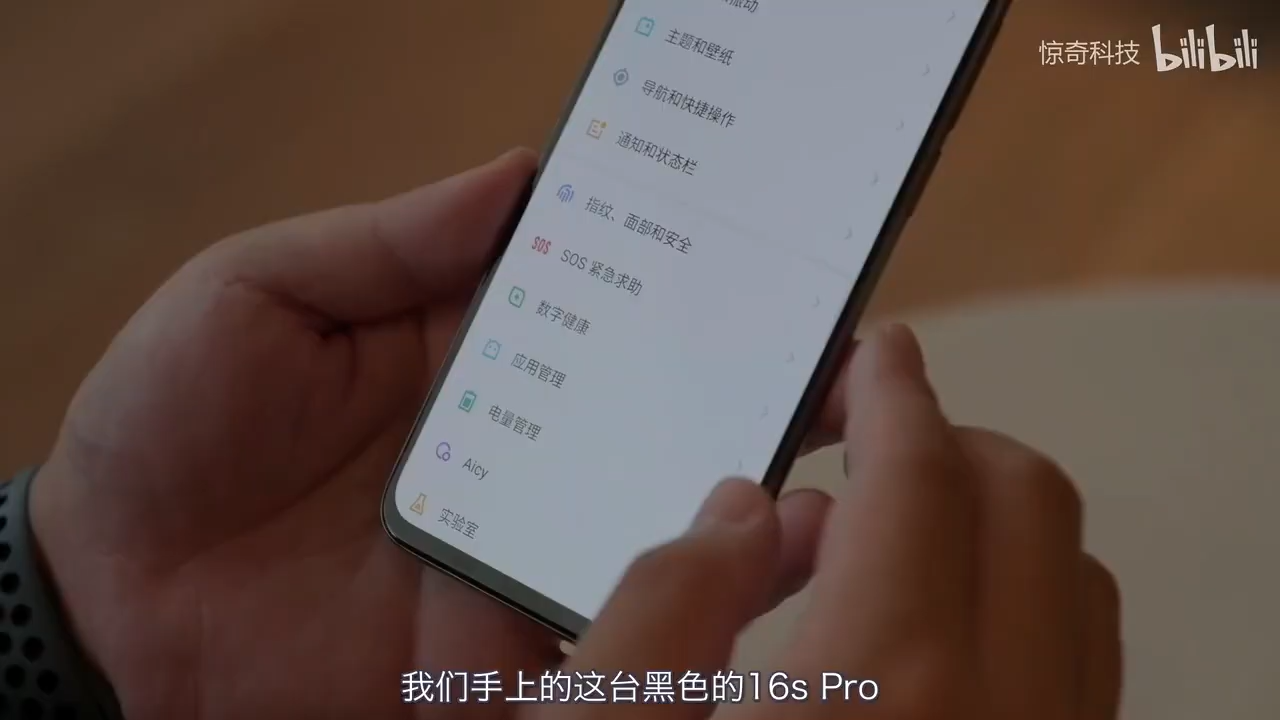 惊奇科技 bilibili
振动
主题和壁纸
导航和快捷操作
通知和状态栏
指纹、面部和安全
SOS SOS 紧急求助
数字健康
应用管理
电量管理
Aicy
实验室
我们手上的这台黑色的16s Pro